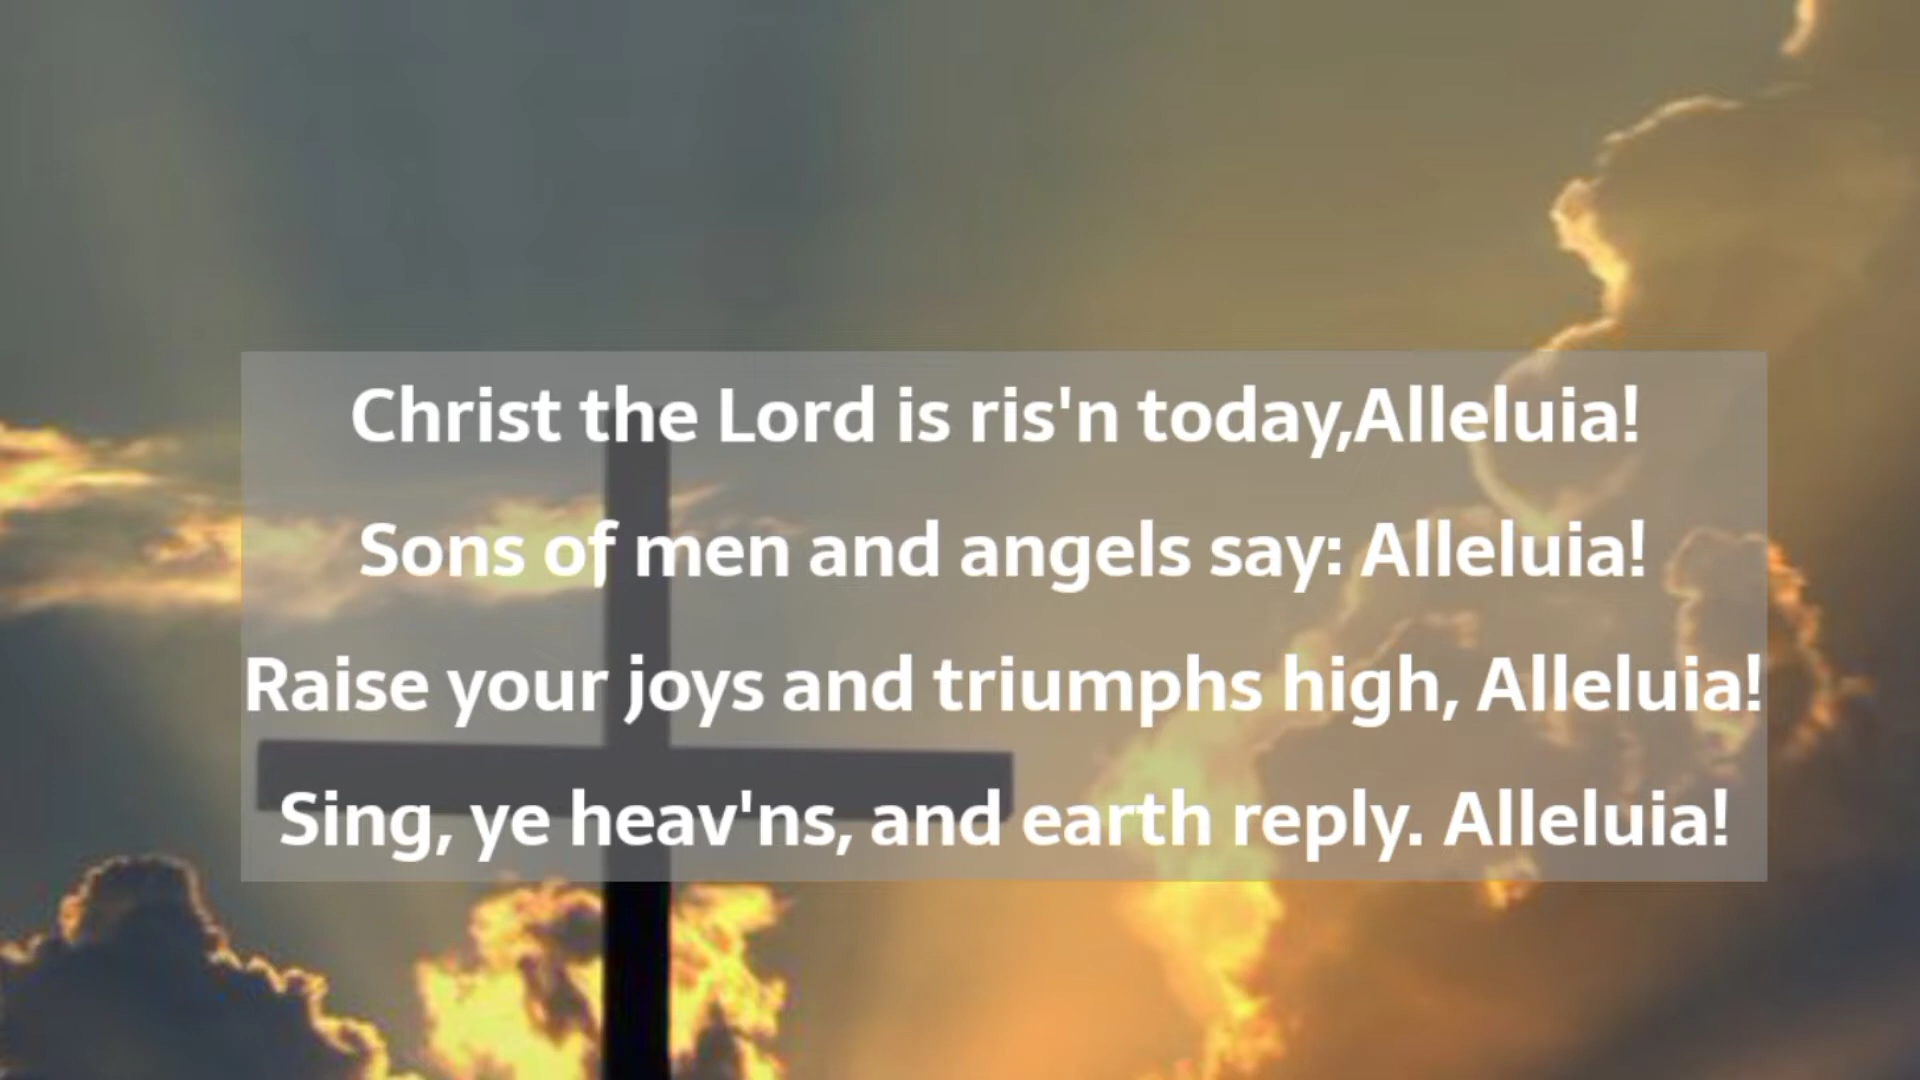 Christ the Lord is ris'n today,Alleluia!
Sons of men and angels say: Alleluia!
Raise your joys and triumphs high, Alleluia!
Sing, ye heav'ns, and earth reply. Alleluia!